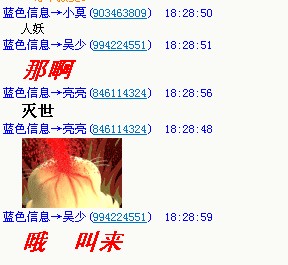 蓝色信息→小莫(903463809) 18:28:50
人妖
蓝色信息→吴少(994224551) 18:28:51
那啊
蓝色信息→亮亮(846114324) 18:28:56
灭世
蓝色信息→亮亮(846114324) 18:28:48
蓝色信息→吴少(994224551) 18:28:59
哦 叫来